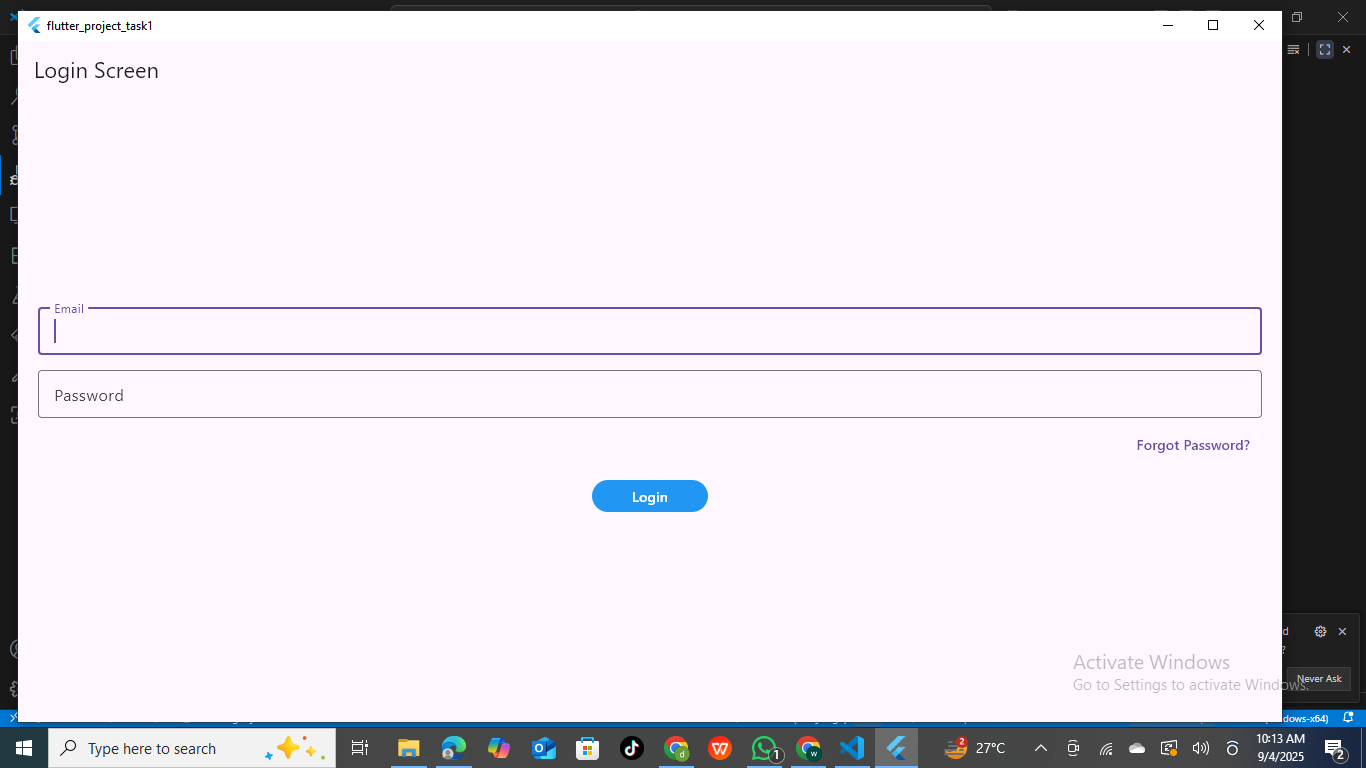 flutter_project_task1
Login Screen
Email
Password
Forgot Password?
Login
Activate Windows
Go to Settings to activate Windows.
Never Ask
dows-x64)
Type here to search
1
2
27°C
10:13 AM
9/4/2025
2